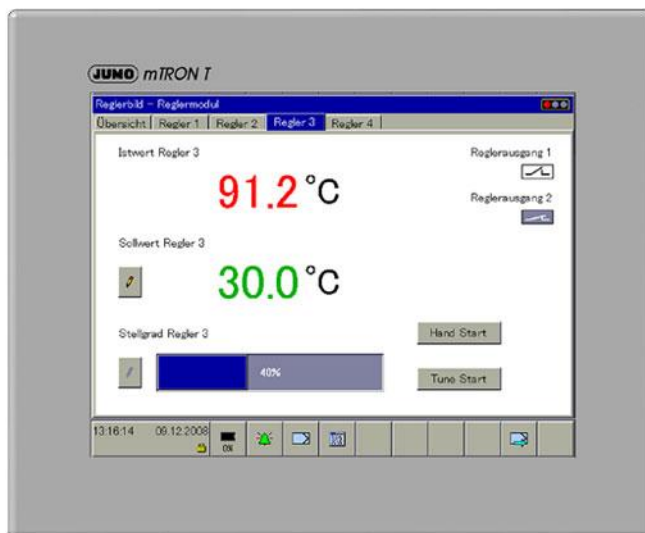 JUMO mTRON T
Reglerbild - Reglermodul
Übersicht Regler 1 Regler 2 Regler 3 Regler 4
Istwert Regler 3
Reglerausgang 1
91.2 °C
Reglerausgang 2
Sollwert Regler 3
30.0 °C
Stellgrad Regler 3
Hand Start
40%
Tune Start
13:16:14 09.12.2008
0%